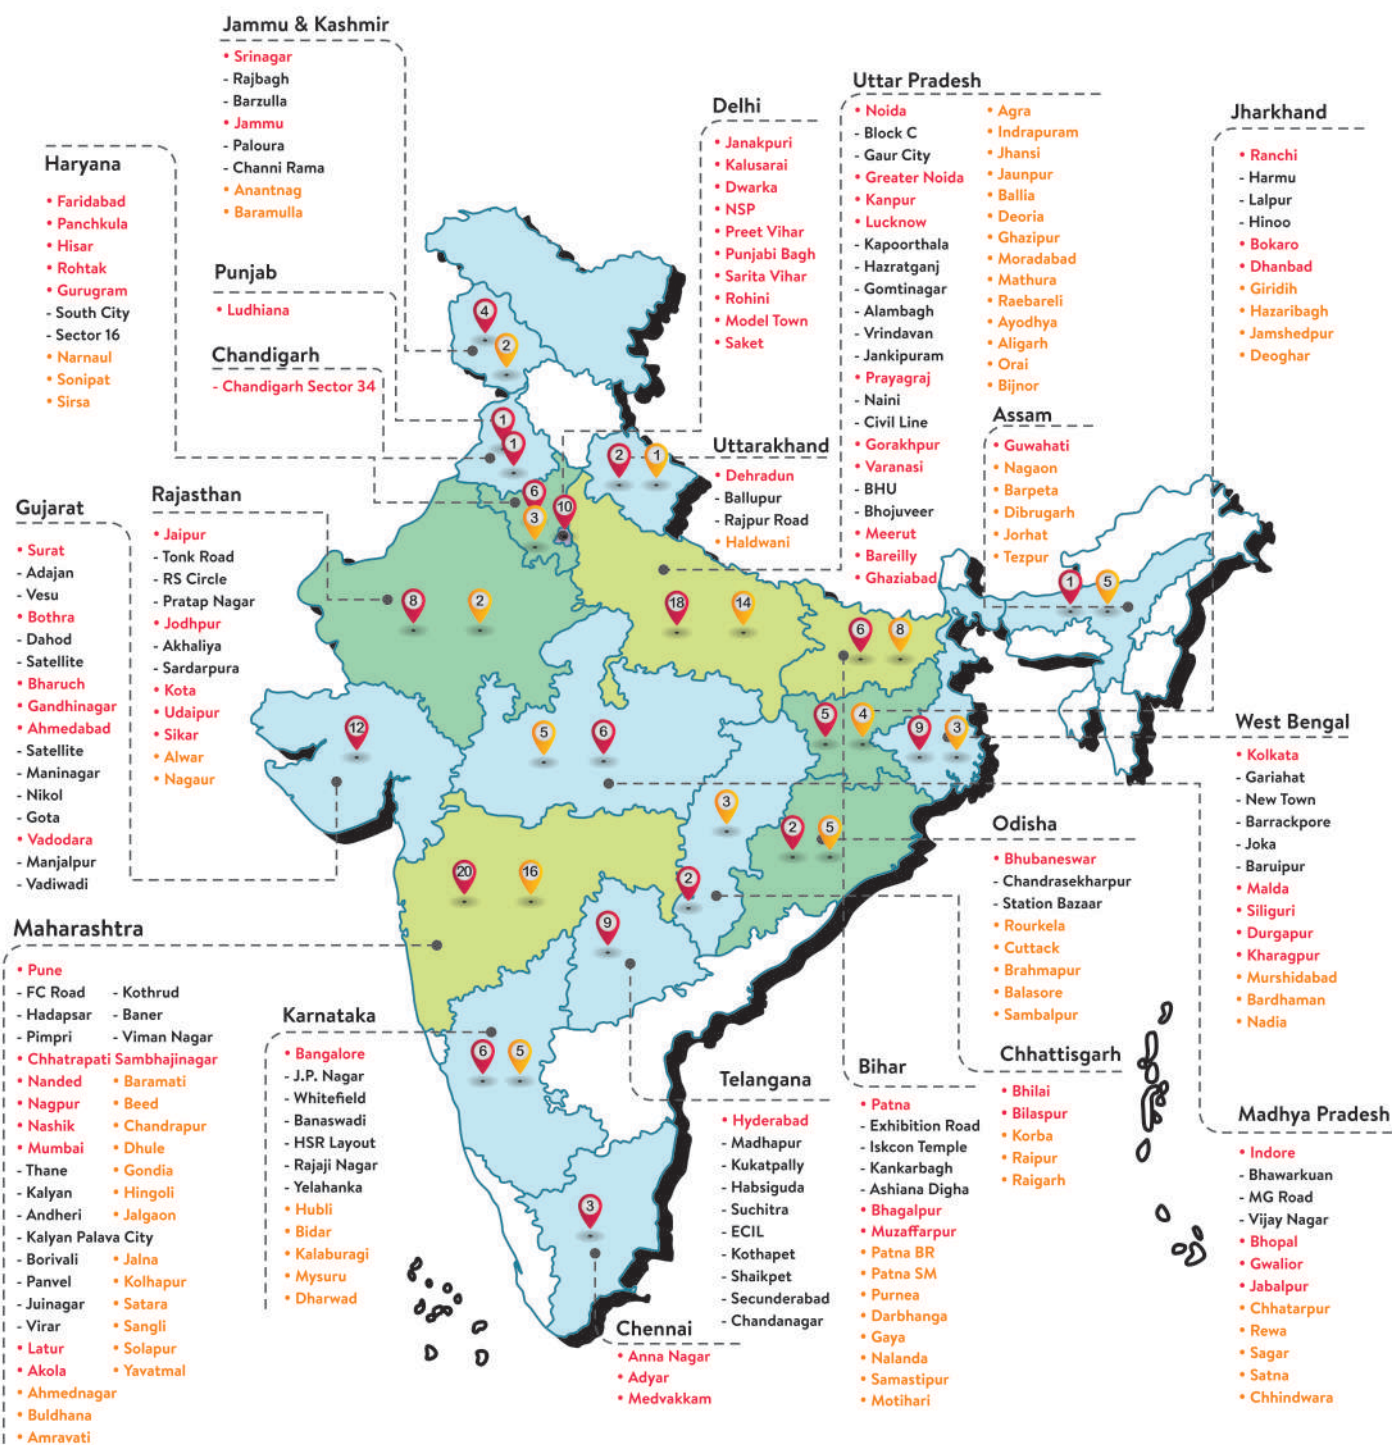 Jammu & Kashmir
• Srinagar
- Rajbagh
- Barzulla
• Jammu
- Paloura
- Channi Rama
• Anantnag
• Baramulla
Haryana
• Faridabad
• Panchkula
• Hisar
• Rohtak
• Gurugram
- South City
- Sector 16
• Narnaul
• Sonipat
• Sirsa
Punjab
• Ludhiana
Chandigarh
- Chandigarh Sector 34
Delhi
• Janakpuri
• Kalusarai
• Dwarka
• NSP
• Preet Vihar
• Punjabi Bagh
• Sarita Vihar
• Rohini
• Model Town
• Saket
Uttar Pradesh
• Noida
- Block C
- Gaur City
• Greater Noida
• Kanpur
• Lucknow
- Kapoorthala
- Hazratganj
- Gomtinagar
- Alambagh
- Vrindavan
- Jankipuram
• Prayagraj
- Naini
- Civil Line
• Gorakhpur
• Varanasi
- BHU
- Bhojuveer
• Meerut
• Bareilly
• Ghaziabad
• Agra
• Indrapuram
• Jhansi
• Jaunpur
• Ballia
• Deoria
• Ghazipur
• Moradabad
• Mathura
• Raebareli
• Ayodhya
• Aligarh
• Orai
• Bijnor
Jharkhand
• Ranchi
- Harmu
- Lalpur
- Hinoo
• Bokaro
• Dhanbad
• Giridih
• Hazaribagh
• Jamshedpur
• Deoghar
Assam
• Guwahati
• Nagaon
• Barpeta
• Dibrugarh
• Jorhat
• Tezpur
Uttarakhand
• Dehradun
- Ballupur
- Rajpur Road
• Haldwani
Gujarat
• Surat
- Adajan
- Vesu
• Bothra
- Dahod
- Satellite
• Bharuch
• Gandhinagar
• Ahmedabad
- Satellite
- Maninagar
- Nikol
- Gota
• Vadodara
- Manjalpur
- Vadiwadi
Rajasthan
• Jaipur
- Tonk Road
- RS Circle
- Pratap Nagar
• Jodhpur
- Akhaliya
- Sardarpura
• Kota
• Udaipur
• Sikar
• Alwar
• Nagaur
4
2
1
1
6
3
10
2
1
8
2
18
14
6
8
1
5
12
5
6
5
4
9
3
3
2
5
20
16
2
9
6
5
3
West Bengal
• Kolkata
- Gariahat
- New Town
- Barrackpore
- Joka
- Baruipur
• Malda
• Siliguri
• Durgapur
• Kharagpur
• Murshidabad
• Bardhaman
• Nadia
Odisha
• Bhubaneswar
- Chandrasekharpur
- Station Bazaar
• Rourkela
• Cuttack
• Brahmapur
• Balasore
• Sambalpur
Maharashtra
• Pune
- FC Road - Kothrud
- Hadapsar - Baner
- Pimpri - Viman Nagar
• Chhatrapati Sambhajinagar
• Nanded • Baramati
• Nagpur • Beed
• Nashik • Chandrapur
• Mumbai • Dhule
- Thane • Gondia
- Kalyan • Hingoli
- Andheri • Jalgaon
- Kalyan Palava City
- Borivali • Jalna
- Panvel • Kolhapur
- Juinagar • Satara
- Virar • Sangli
• Latur • Solapur
• Akola • Yavatmal
• Ahmednagar
• Buldhana
• Amravati
Karnataka
• Bangalore
- J.P. Nagar
- Whitefield
- Banaswadi
- HSR Layout
- Rajaji Nagar
- Yelahanka
• Hubli
• Bidar
• Kalaburagi
• Mysuru
• Dharwad
Chennai
• Anna Nagar
• Adyar
• Medvakkam
Telangana
• Hyderabad
- Madhapur
- Kukatpally
- Habsiguda
- Suchitra
- ECIL
- Kothapet
- Shaikpet
- Secunderabad
- Chandanagar
Bihar
• Patna
- Exhibition Road
- Iskcon Temple
- Kankarbagh
- Ashiana Digha
• Bhagalpur
• Muzaffarpur
• Patna BR
• Patna SM
• Purnea
• Darbhanga
• Gaya
• Nalanda
• Samastipur
• Motihari
Chhattisgarh
• Bhilai
• Bilaspur
• Korba
• Raipur
• Raigarh
Madhya Pradesh
• Indore
- Bhawarkuan
- MG Road
- Vijay Nagar
• Bhopal
• Gwalior
• Jabalpur
• Chhatarpur
• Rewa
• Sagar
• Satna
• Chhindwara